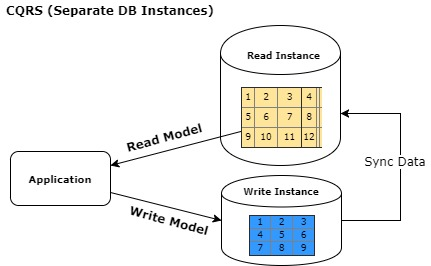 CQRS (Separate DB Instances)
Read Instance
1 2 3 4
5 6 7 8
9 10 11 12
Read Model
Sync Data
Application
Write Instance
Write Model
1 2 3
4 5 6
7 8 9